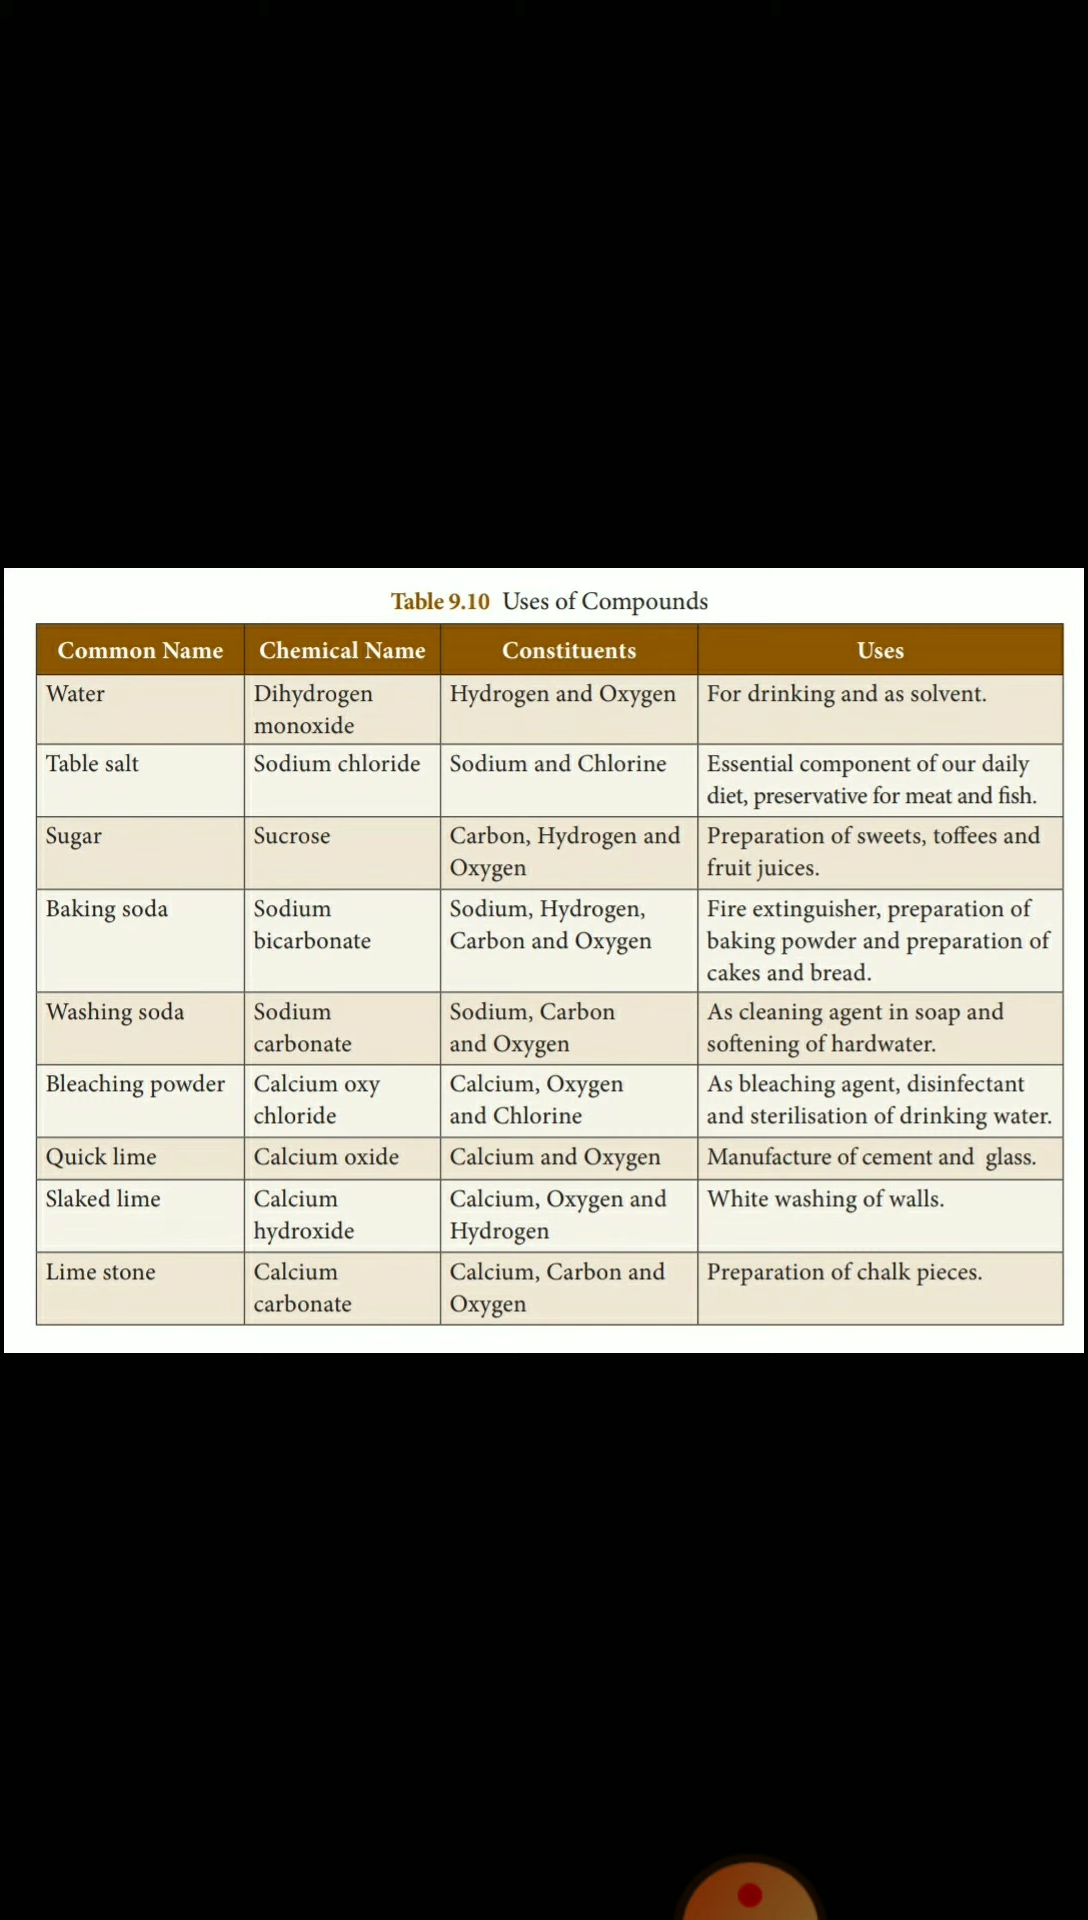 Table 9.10 Uses of Compounds
Common Name Chemical Name Constituents Uses
Water Dihydrogen Hydrogen and Oxygen For drinking and as solvent.
monoxide
Table salt Sodium chloride Sodium and Chlorine Essential component of our daily
diet, preservative for meat and fish.
Sugar Sucrose Carbon, Hydrogen and Preparation of sweets, toffees and
Oxygen fruit juices.
Baking soda Sodium Sodium, Hydrogen, Fire extinguisher, preparation of
bicarbonate Carbon and Oxygen baking powder and preparation of
cakes and bread.
Washing soda Sodium Sodium, Carbon As cleaning agent in soap and
carbonate and Oxygen softening of hardwater.
Bleaching powder Calcium oxy Calcium, Oxygen As bleaching agent, disinfectant
chloride and Chlorine and sterilisation of drinking water.
Quick lime Calcium oxide Calcium and Oxygen Manufacture of cement and glass.
Slaked lime Calcium Calcium, Oxygen and White washing of walls.
hydroxide Hydrogen
Lime stone Calcium Calcium, Carbon and Preparation of chalk pieces.
carbonate Oxygen